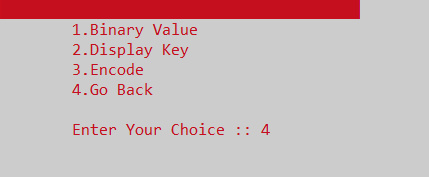 1.Binary Value
2.Display Key
3.Encode
4.Go Back
Enter Your Choice :: 4